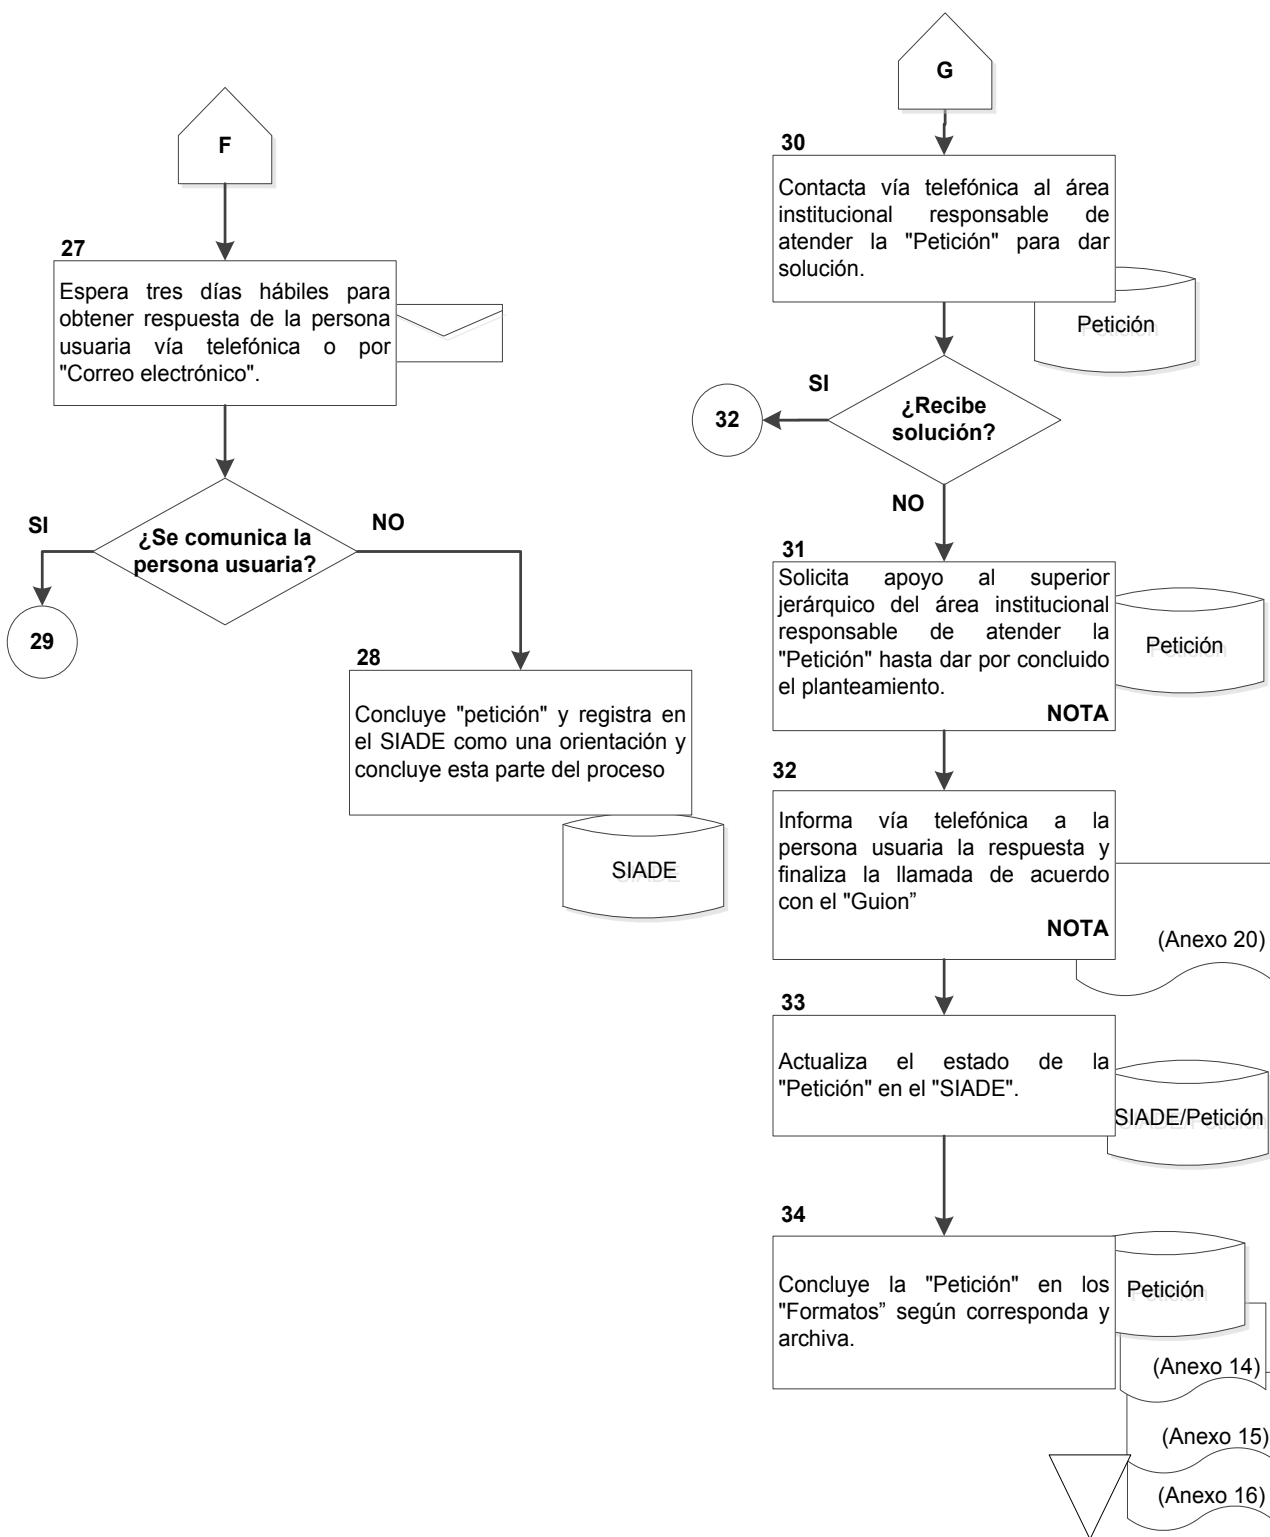 F
27
Espera tres días hábiles para
obtener respuesta de la persona
usuaria vía telefónica o por
"Correo electrónico".
¿Se comunica la
persona usuaria?
SI
NO
29
28
Concluye "petición" y registra en
el SIADE como una orientación y
concluye esta parte del proceso
SIADE
G
30
Contacta vía telefónica al área
institucional responsable de
atender la "Petición" para dar
solución.
Petición
¿Recibe
solución?
SI
32
NO
31
Solicita apoyo al superior
jerárquico del área institucional
responsable de atender la
"Petición" hasta dar por concluido
el planteamiento.
NOTA
Petición
32
Informa vía telefónica a la
persona usuaria la respuesta y
finaliza la llamada de acuerdo
con el "Guion”
NOTA
(Anexo 20)
33
Actualiza el estado de la
"Petición" en el "SIADE".
SIADE/Petición
34
Concluye la "Petición" en los
"Formatos” según corresponda y
archiva.
Petición
(Anexo 14)
(Anexo 15)
(Anexo 16)